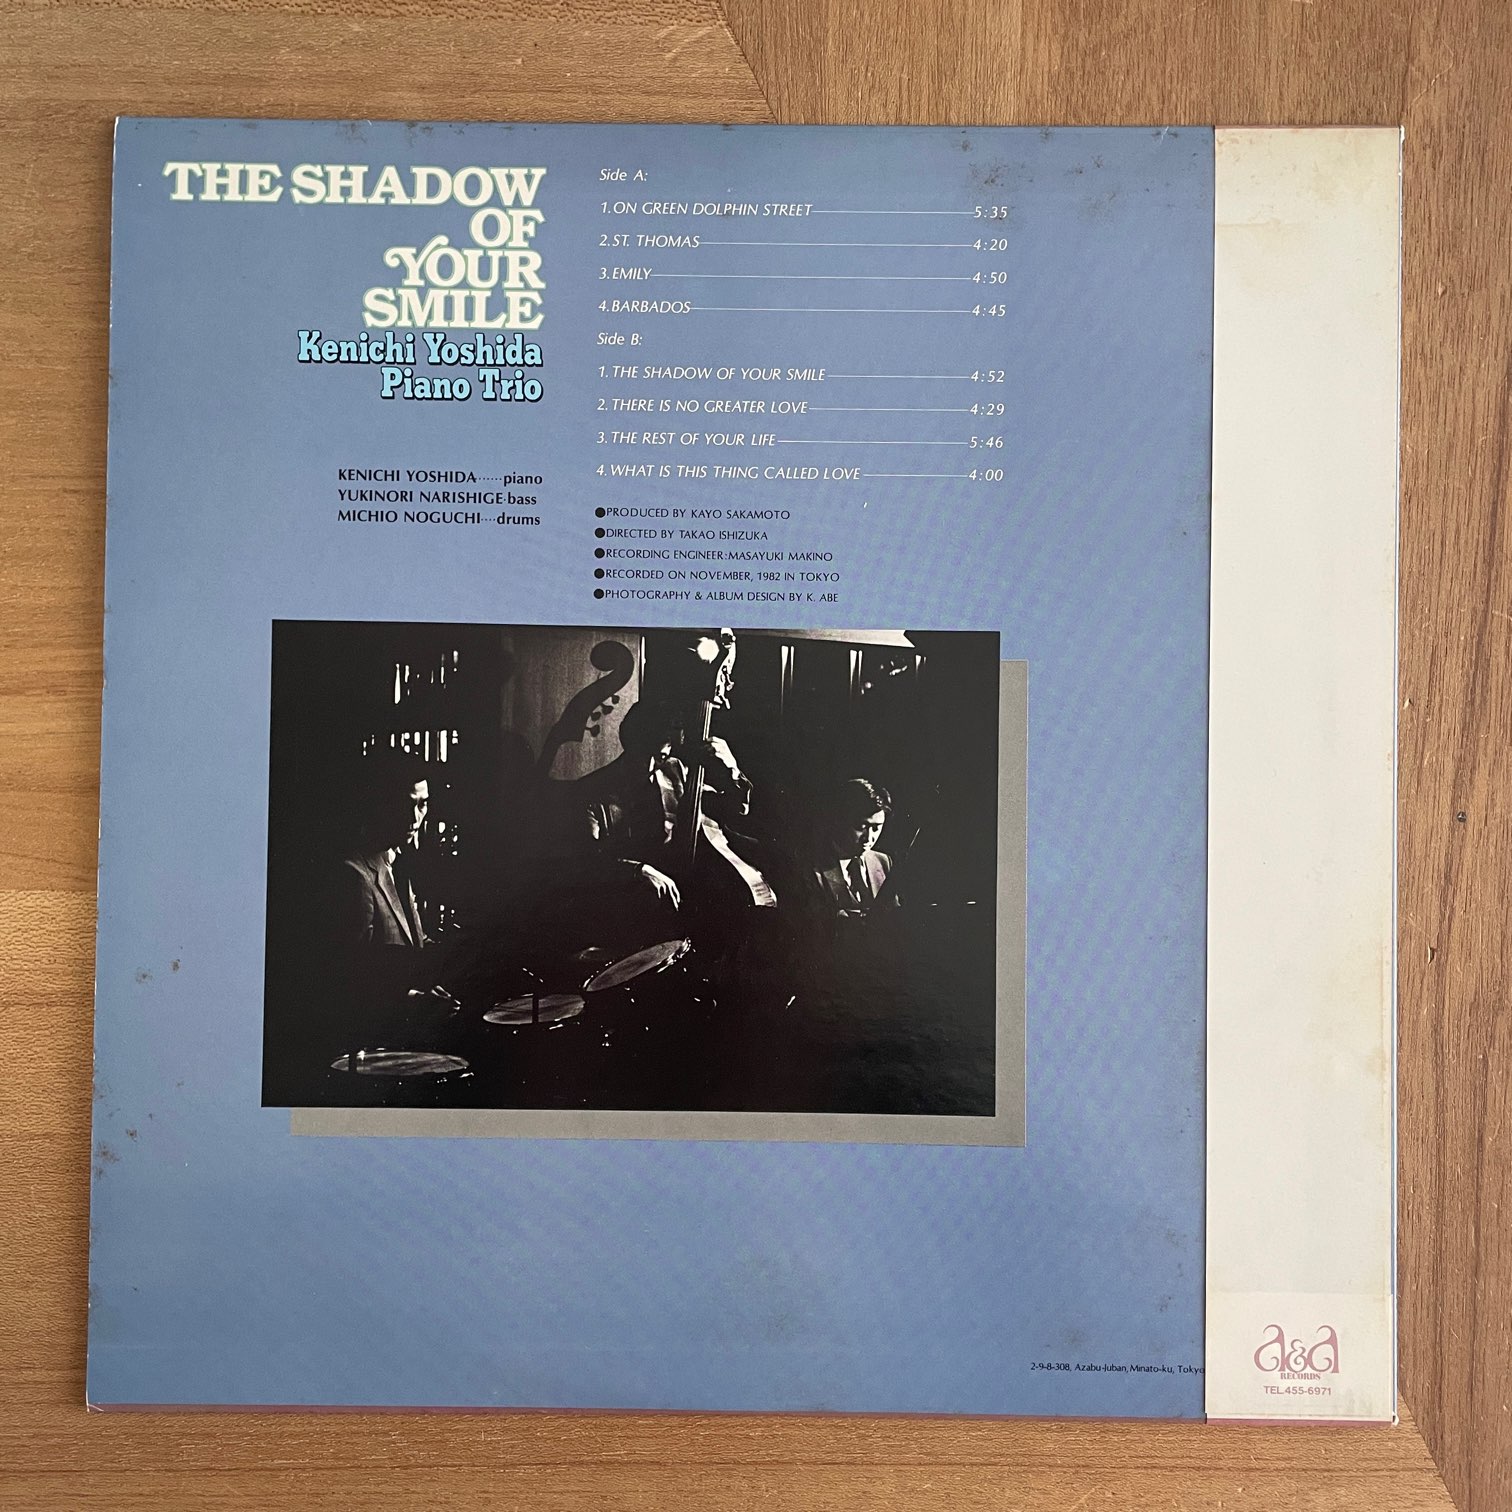 THE SHADOW
OF
YOUR
SMILE
Kenichi Yoshida
Piano Trio
KENICHI YOSHIDA·······piano
YUKINORI NARISHIGE·bass
MICHIO NOGUCHI····drums
Side A:
1. ON GREEN DOLPHIN STREET 5:35
2. ST. THOMAS 4:20
3. EMILY 4:50
4. BARBADOS 4:45
Side B:
1. THE SHADOW OF YOUR SMILE 4:52
2. THERE IS NO GREATER LOVE 4:29
3. THE REST OF YOUR LIFE 5:46
4. WHAT IS THIS THING CALLED LOVE 4:00
●PRODUCED BY KAYO SAKAMOTO
●DIRECTED BY TAKAO ISHIZUKA
●RECORDING ENGINEER:MASAYUKI MAKINO
●RECORDED ON NOVEMBER, 1982 IN TOKYO
●PHOTOGRAPHY & ALBUM DESIGN BY K. ABE
2-9-8-308, Azabu-Juban, Minato-ku, Tokyo
a&a
RECORDS
TEL.455-6971